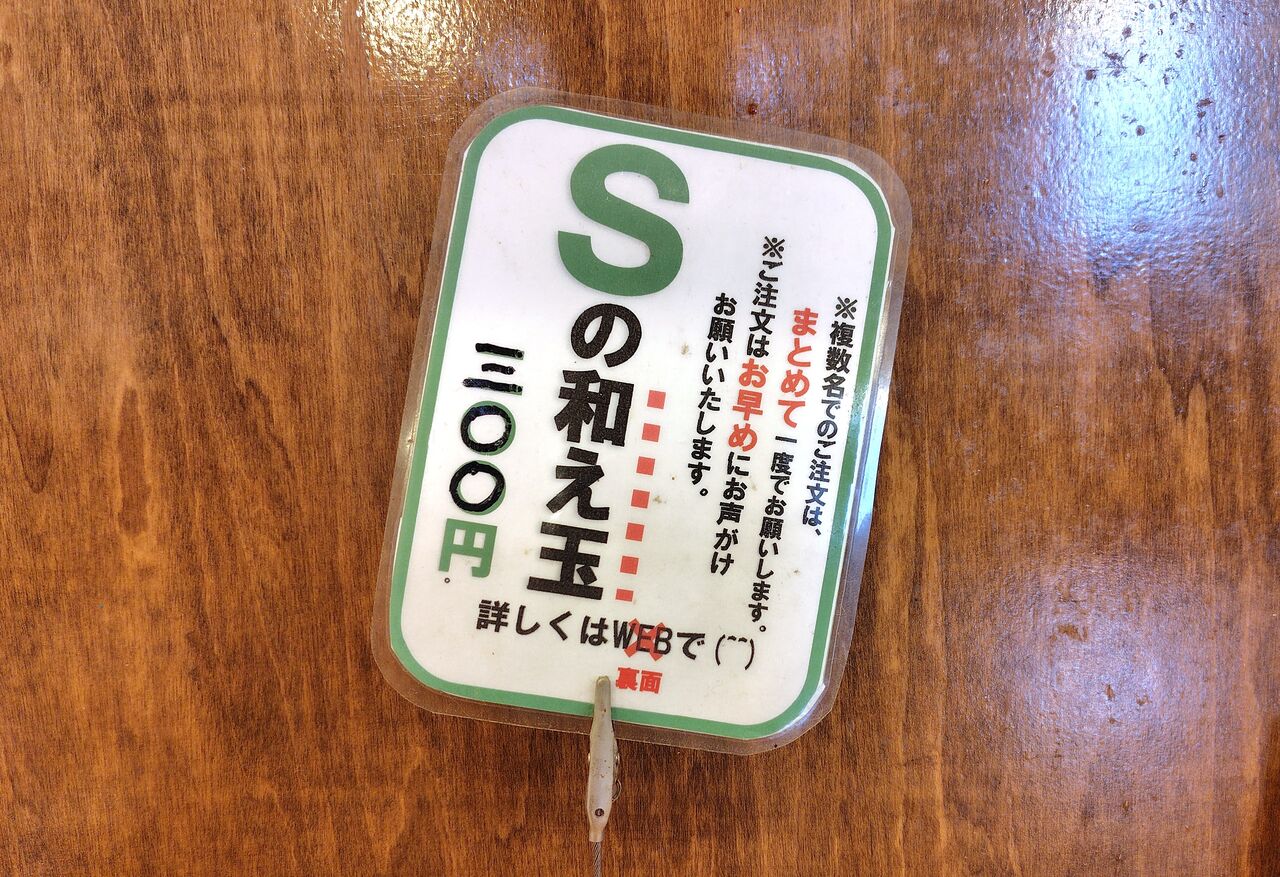 ※複数名でのご注文は、
まとめて一度でお願いします。
※ご注文はお早めにお声がけ
お願いいたします。
Sの和え玉
三〇〇円。
詳しくはWEBで(^^)
裏面